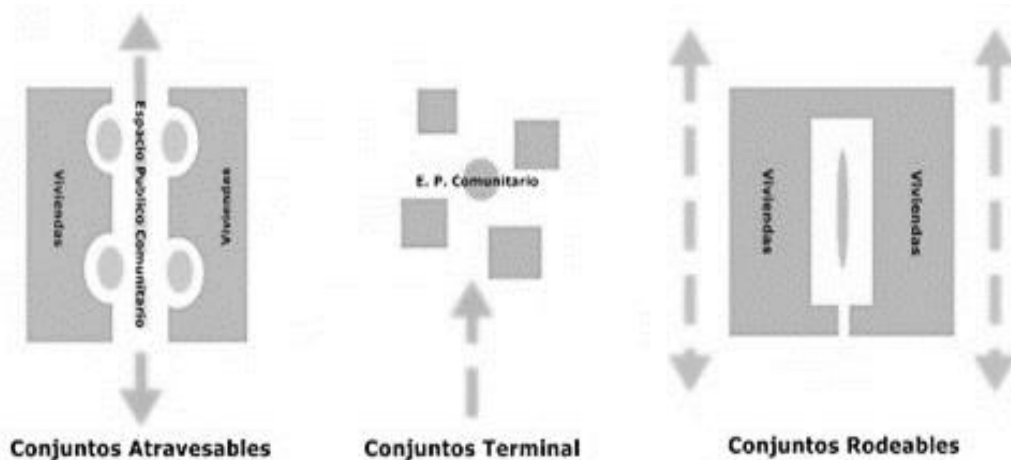 Viviendas
Espacio Publico Comunitario
Viviendas
Conjuntos Atravesables
E. P. Comunitario
Conjuntos Terminal
Viviendas
Viviendas
Conjuntos Rodeables